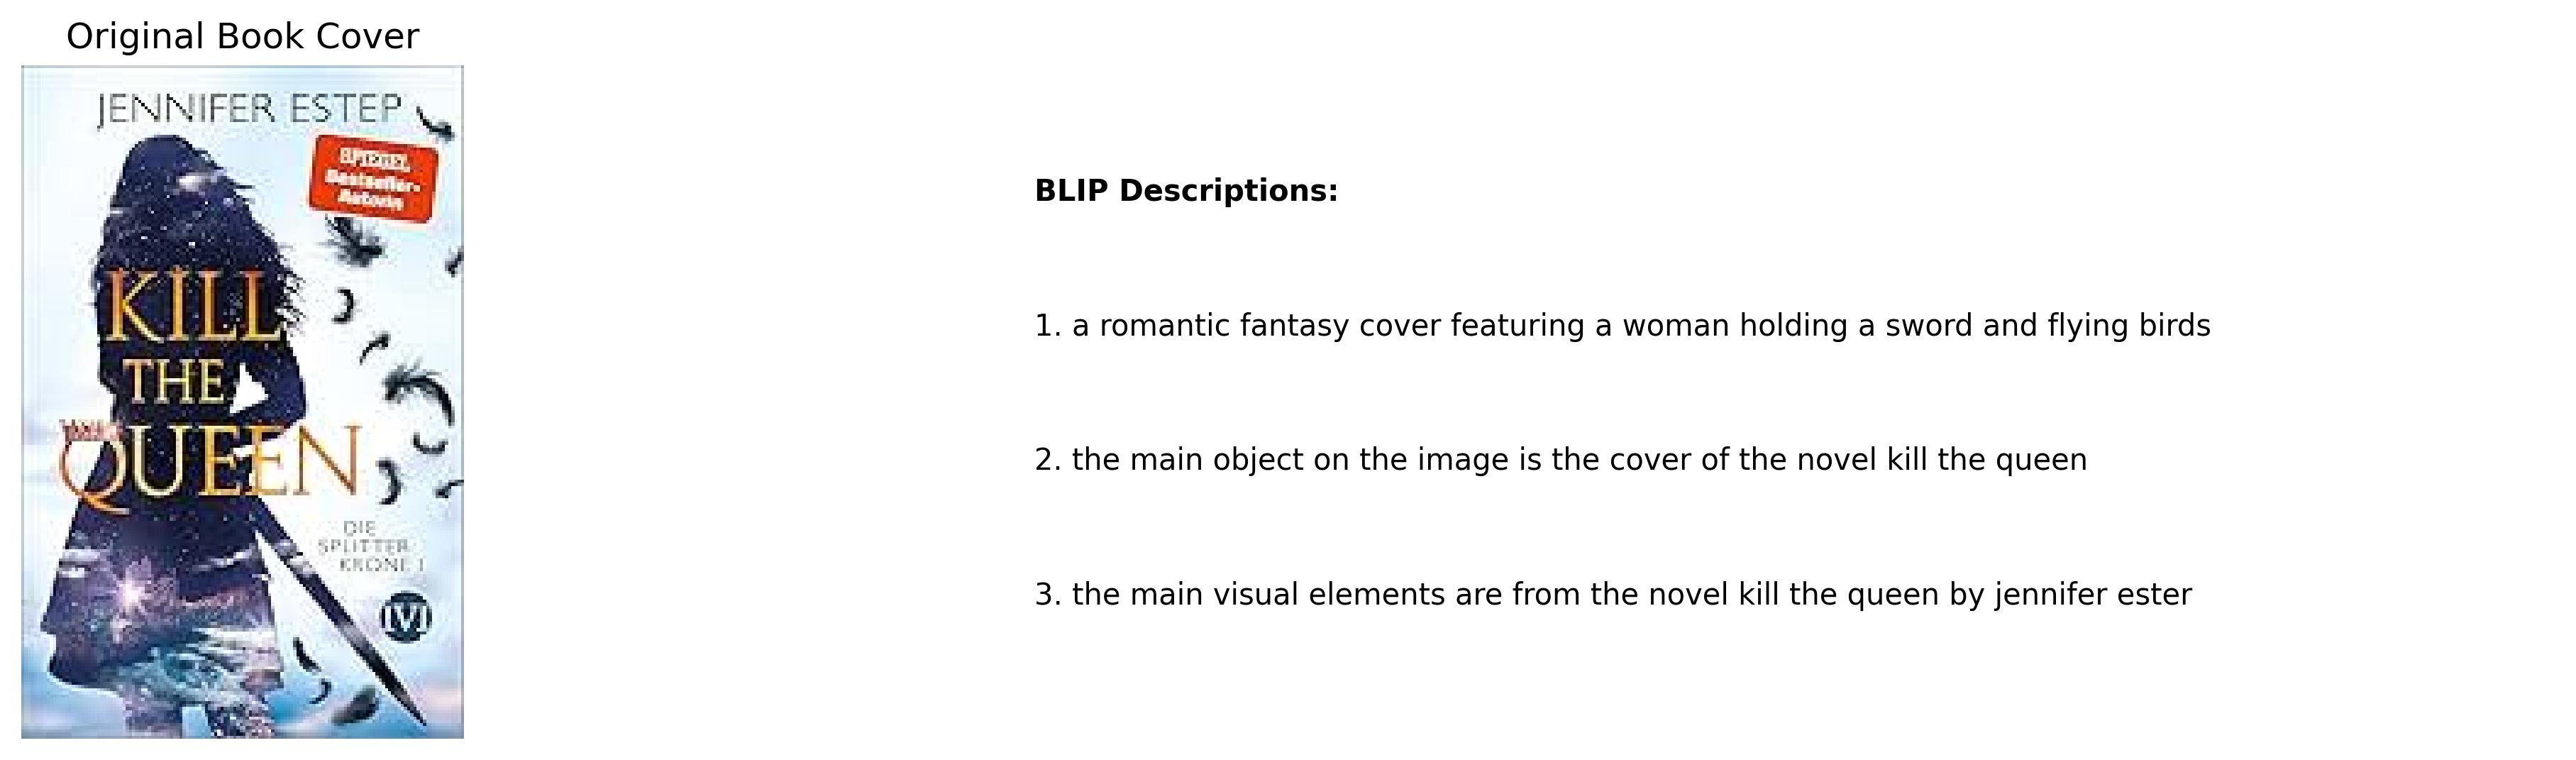 Original Book Cover
JENNIFER ESTEP
SPIEGEL
Bestseller-
Autorin
KILL
THE
QUEEN
DIE
SPLITTER
KRONE 1
IVI
BLIP Descriptions:
1. a romantic fantasy cover featuring a woman holding a sword and flying birds
2. the main object on the image is the cover of the novel kill the queen
3. the main visual elements are from the novel kill the queen by jennifer ester